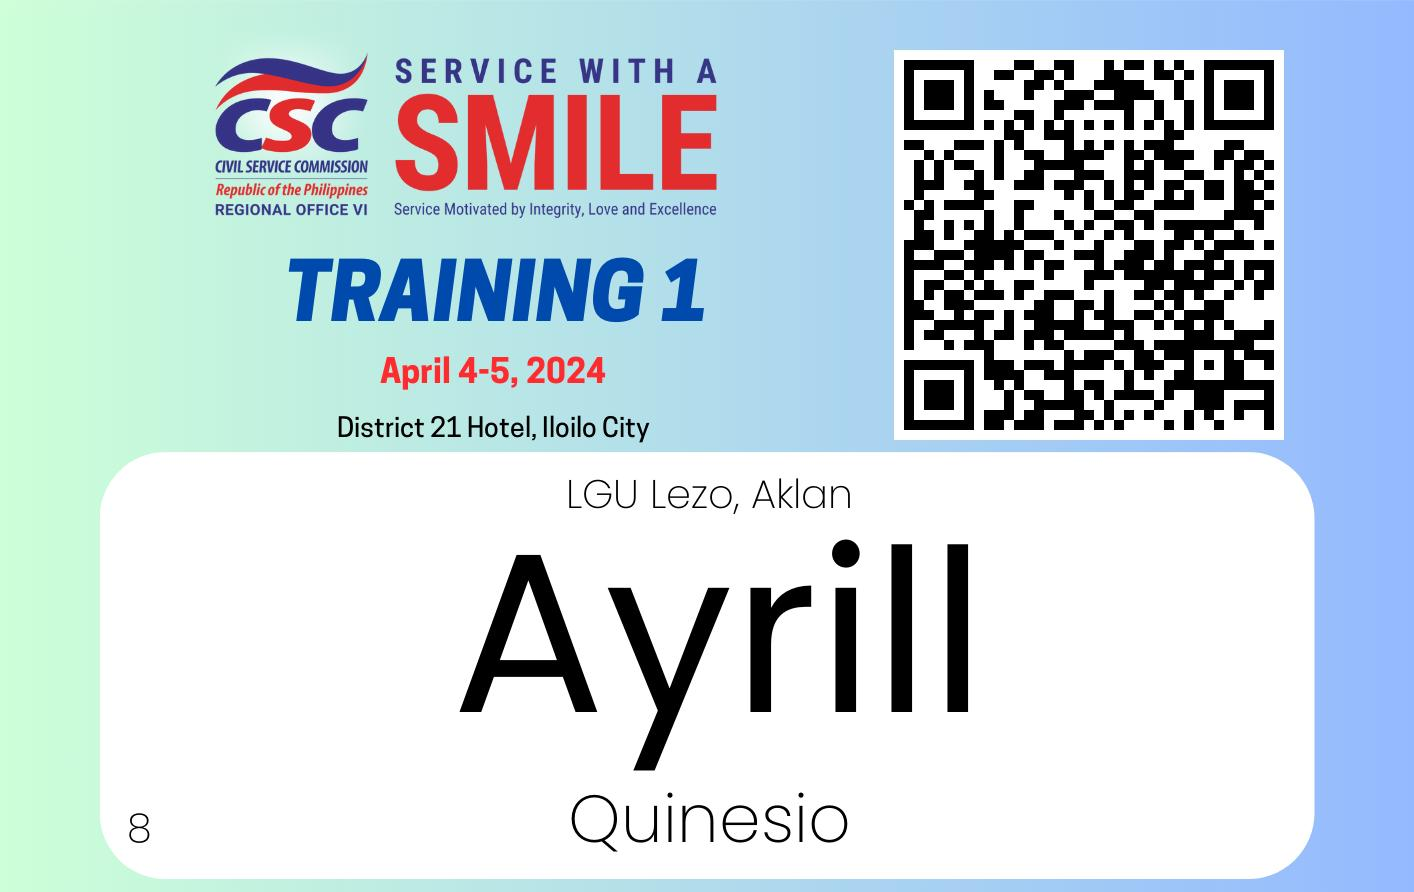 CSC
CIVIL SERVICE COMMISSION
Republic of the Philippines
REGIONAL OFFICE VI
SERVICE WITH A
SMILE
Service Motivated by Integrity, Love and Excellence
TRAINING 1
April 4-5, 2024
District 21 Hotel, Iloilo City
LGU Lezo, Aklan
Ayrill
Quinesio
8